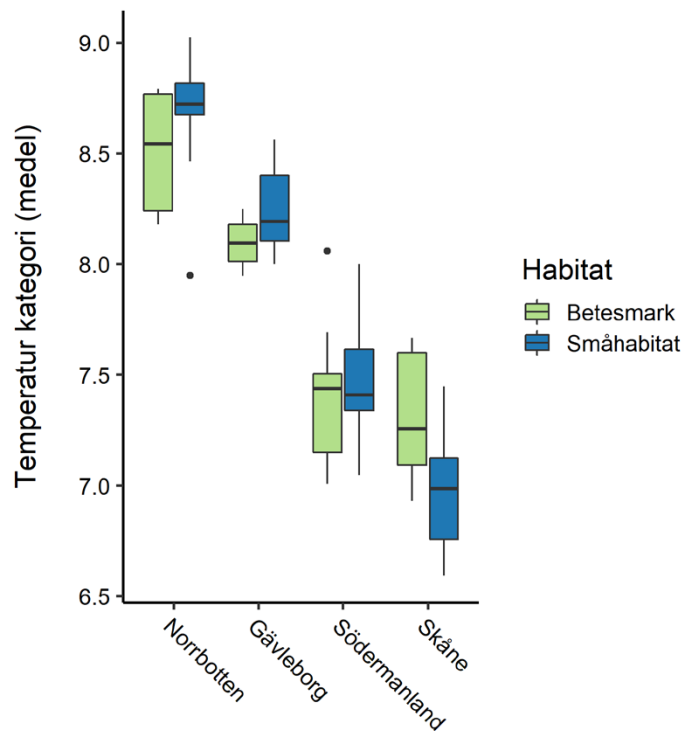 Temperatur kategori (medel)
9.0
8.5
8.0
7.5
7.0
6.5
Norrbotten
Gävleborg
Södermanland
Skåne
Habitat
Betesmark
Småhabitat